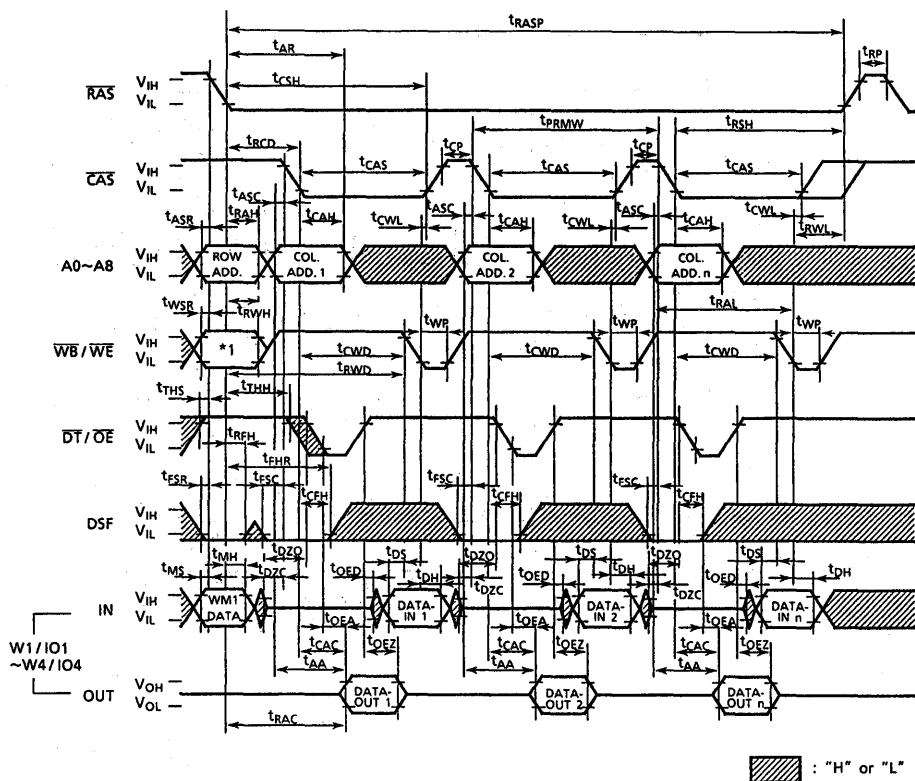 tRASP
tAR
tRP
tCSH
RAS VIH
VIL
tPRMW
tRCD tCP tRSH tCP
CAS VIH tCAS tCAS tCAS
VIL
tASC tASC tASC
tASR tRAH tCAH tCWL tCAH tCWL tCAH tCWL tRWL
A0~A8 VIH ROW ADD. COL. ADD. 1 COL. ADD. 2 COL. ADD. n
VIL
tRAL
tWSR tRWH tWP tWP tWP
WB / WE VIH *1
VIL tCWD tCWD tCWD
tRWD
tTHS tTHH
DT / OE VIH
VIL tRFH
tFHR
tFSR tFSC tFSC tFSC
tCFH tCFH tCFH
DSF VIH
VIL
tMH tDZO tDS tDZO tDS tDZO tDS
tMS tDZC tOED tDH tDZC tOED tDH tDZC tOED tDH
IN VIH WM1 DATA DATA-IN 1 DATA-IN 2 DATA-IN n
VIL
tOEA tOEA tOEA
W1 / IO1
~W4 / IO4
tCAC tOEZ tCAC tOEZ tCAC tOEZ
tAA tAA tAA
OUT VOH DATA-OUT 1 DATA-OUT 2 DATA-OUT n
VOL
tRAC
: "H" or "L"